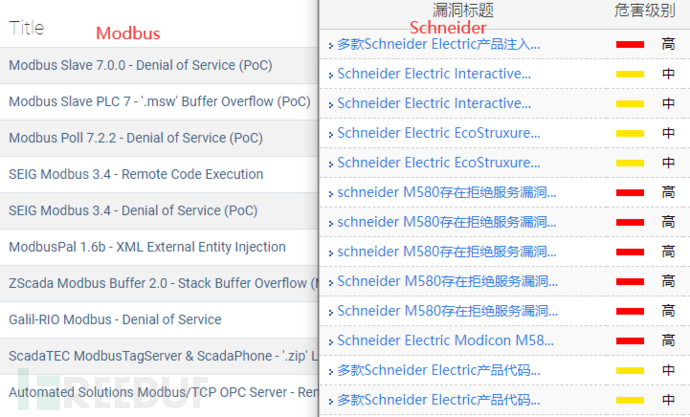 Title
Modbus
Modbus Slave 7.0.0 - Denial of Service (PoC)
Modbus Slave PLC 7 - '.msw' Buffer Overflow (PoC)
Modbus Poll 7.2.2 - Denial of Service (PoC)
SEIG Modbus 3.4 - Remote Code Execution
SEIG Modbus 3.4 - Denial of Service (PoC)
ModbusPal 1.6b - XML External Entity Injection
ZScada Modbus Buffer 2.0 - Stack Buffer Overflow (
Galil-RIO Modbus - Denial of Service
ScadaTEC ModbusTagServer & ScadaPhone - '.zip' L
Automated Solutions Modbus/TCP OPC Server - Ren
REEBUF
漏洞标题 危害级别
Schneider
多款Schneider Electric产品注入... 高
Schneider Electric Interactive... 中
Schneider Electric Interactive... 中
Schneider Electric EcoStruxure... 中
Schneider Electric EcoStruxure... 中
schneider M580存在拒绝服务漏洞... 高
schneider M580存在拒绝服务漏洞... 高
schneider M580存在拒绝服务漏洞... 高
Schneider M580存在拒绝服务漏洞... 高
Schneider M580存在拒绝服务漏洞... 高
Schneider Electric Modicon M58... 高
多款Schneider Electric产品代码... 中
多款Schneider Electric产品代码... 中